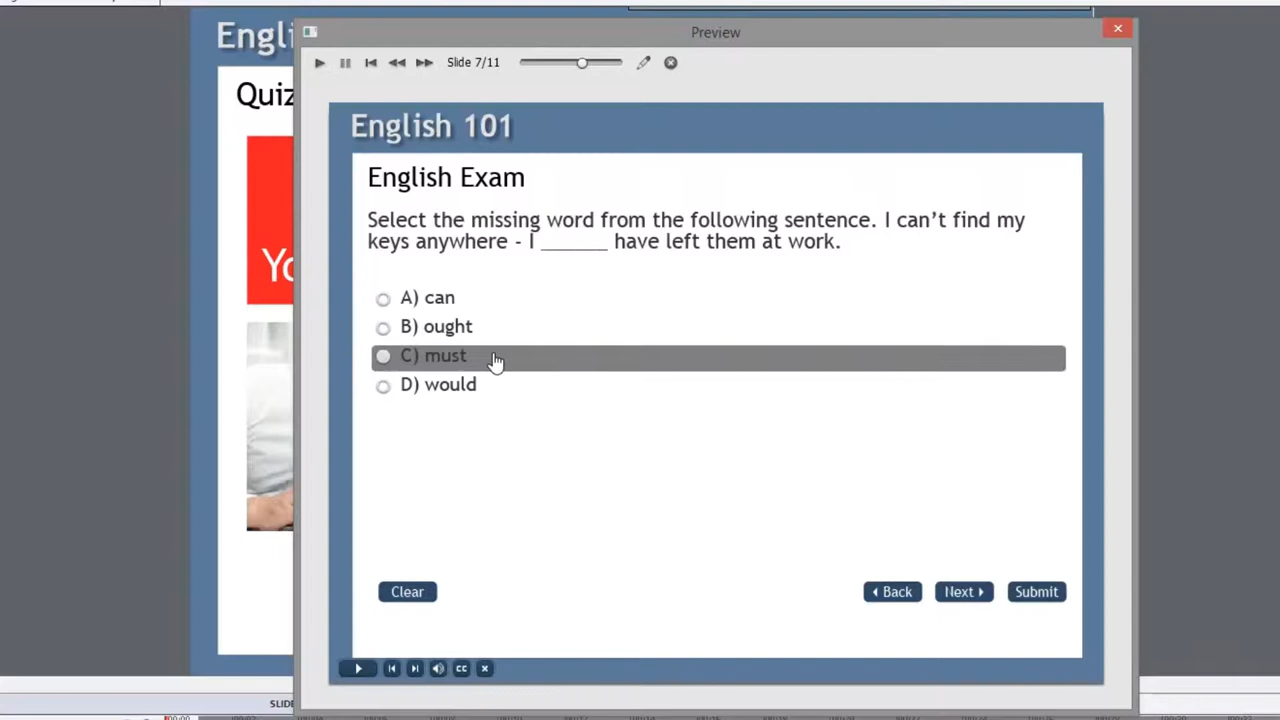 Preview
Slide 7/11
Engli
Quiz
Yo
English 101
English Exam
Select the missing word from the following sentence. I can’t find my
keys anywhere - I ______ have left them at work.
A) can
B) ought
C) must
D) would
Clear
Back
Next
Submit
CC
SLIDE